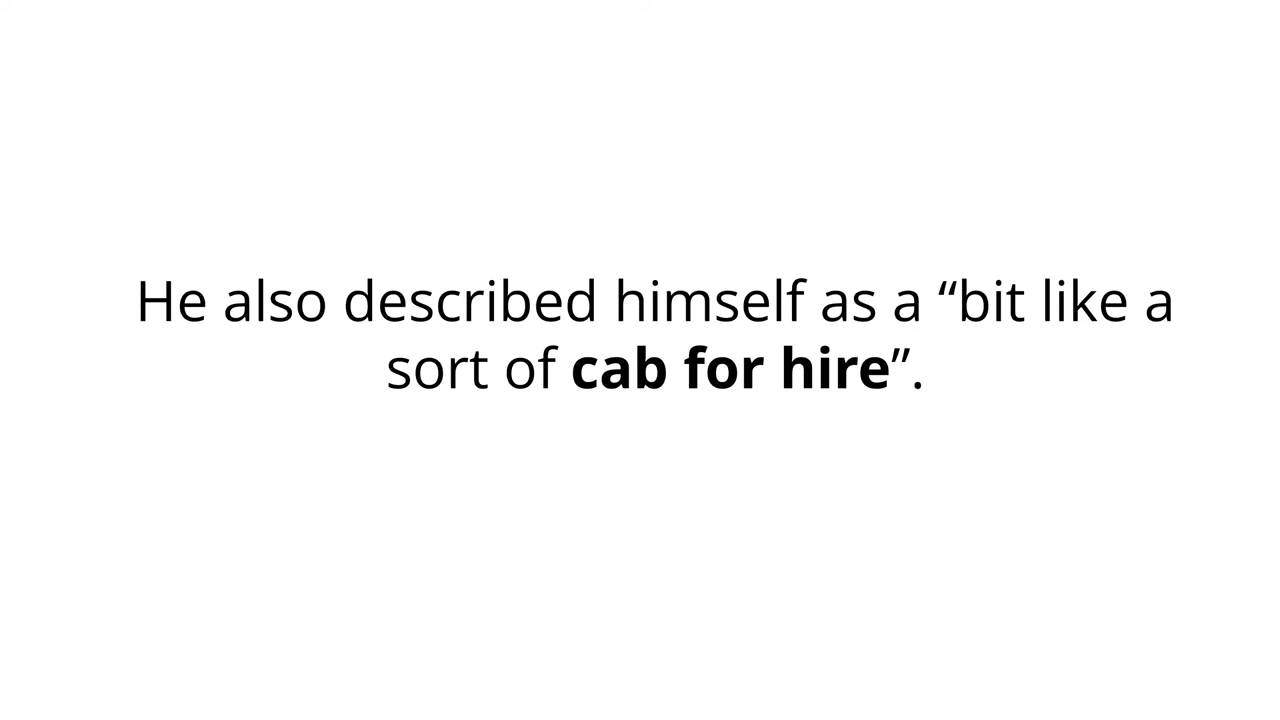 He also described himself as a “bit like a
sort of cab for hire”.